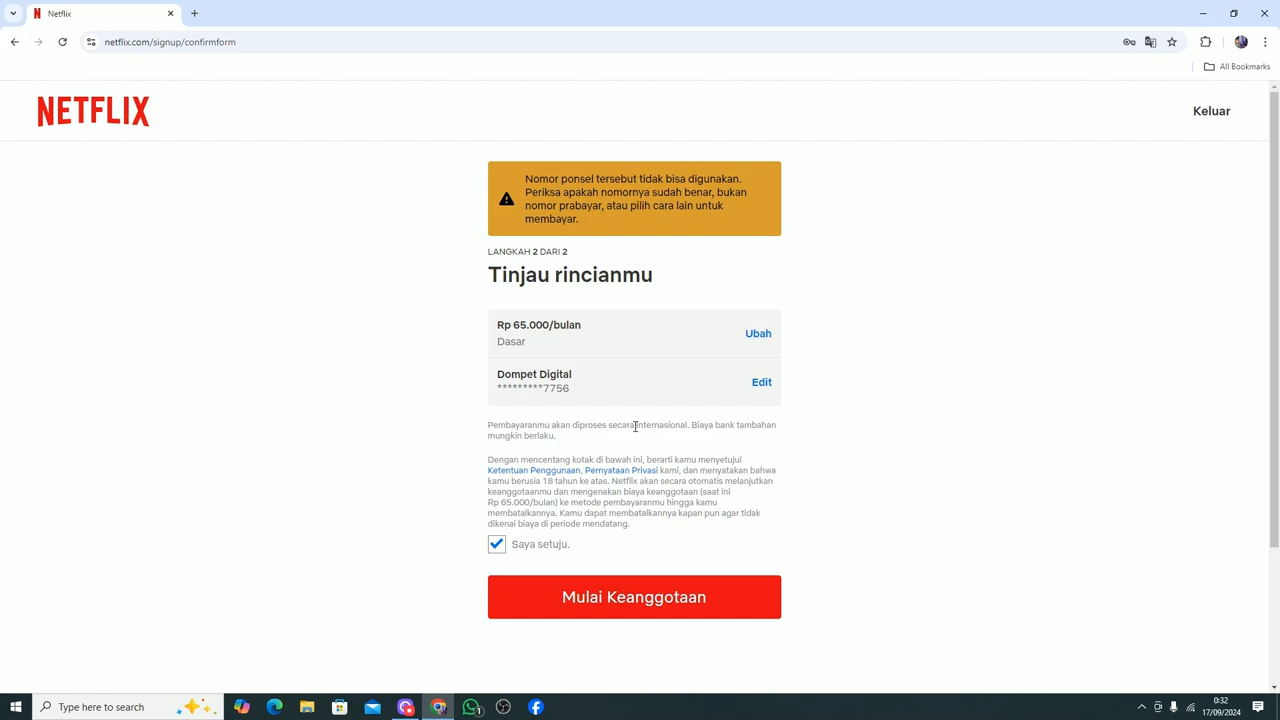 Netflix
netflix.com/signup/confirmform
All Bookmarks
NETFLIX
Keluar
Nomor ponsel tersebut tidak bisa digunakan.
Periksa apakah nomornya sudah benar, bukan
nomor prabayar, atau pilih cara lain untuk
membayar.
LANGKAH 2 DARI 2
Tinjau rincianmu
Rp 65.000/bulan
Dasar
Ubah
Dompet Digital
*********7756
Edit
Pembayaranmu akan diproses secara internasional. Biaya bank tambahan
mungkin berlaku.
Dengan mencentang kotak di bawah ini, berarti kamu menyetujui
Ketentuan Penggunaan, Pernyataan Privasi kami, dan menyatakan bahwa
kamu berusia 18 tahun ke atas. Netflix akan secara otomatis melanjutkan
keanggotaanmu dan mengenakan biaya keanggotaan (saat ini
Rp 65.000/bulan) ke metode pembayaranmu hingga kamu
membatalkannya. Kamu dapat membatalkannya kapan pun agar tidak
dikenai biaya di periode mendatang.
Saya setuju.
Mulai Keanggotaan
Type here to search
1
0:32
17/09/2024